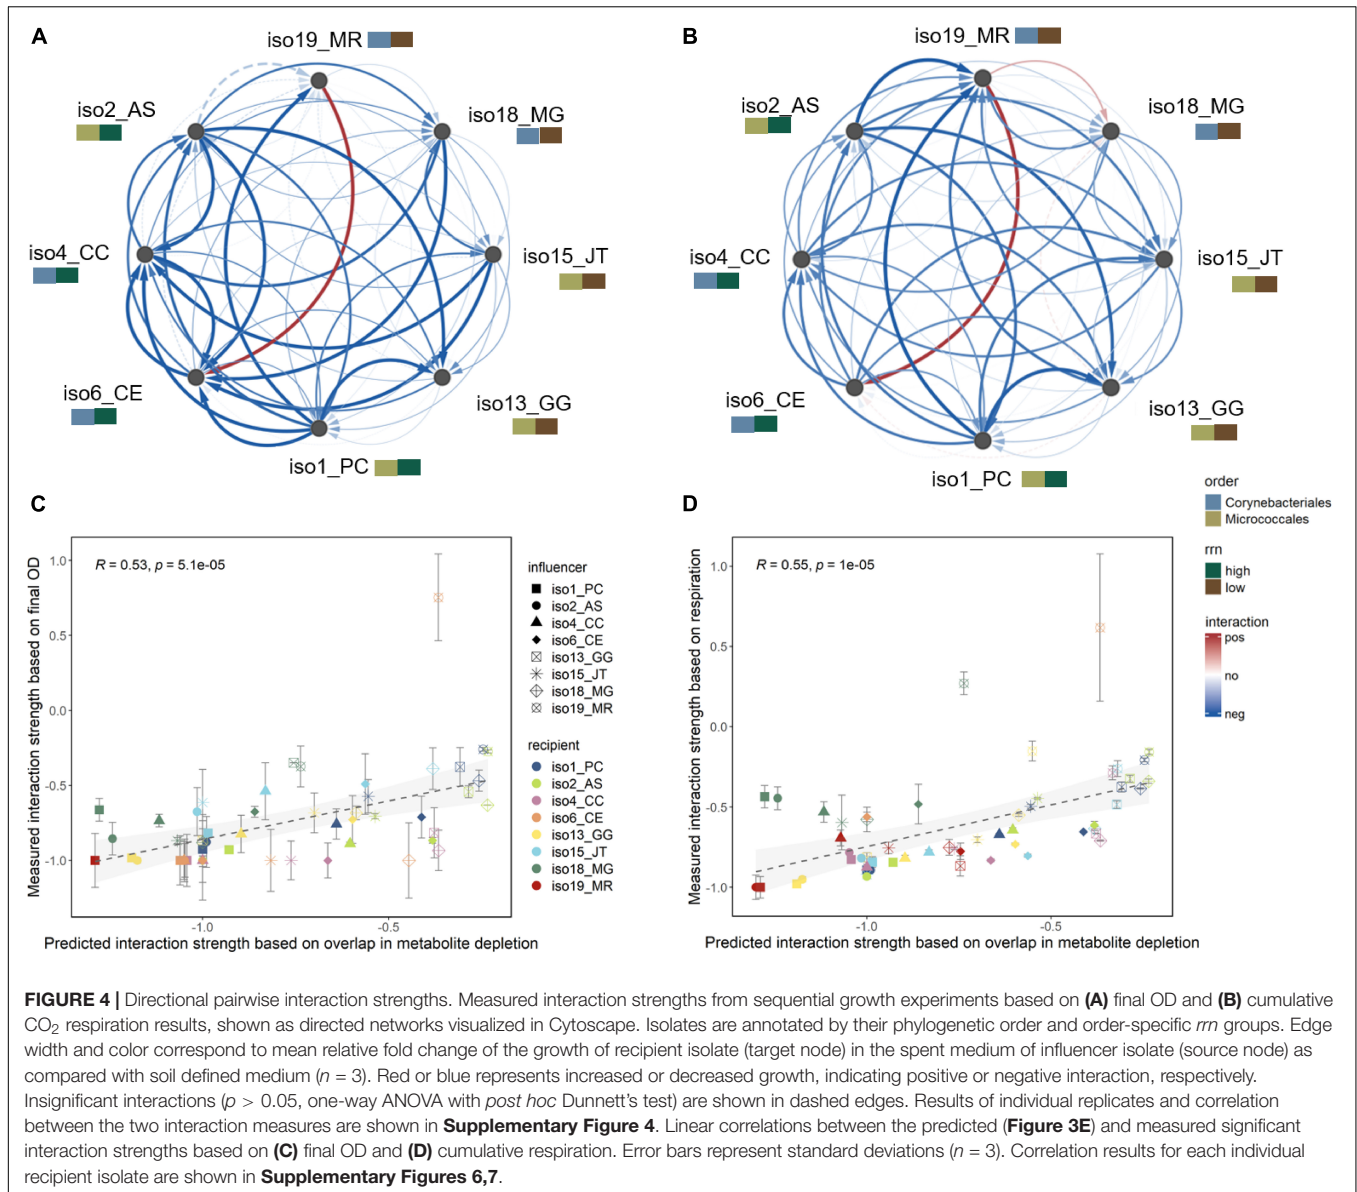 A
iso19_MR
iso2_AS
iso18_MG
iso4_CC
iso15_JT
iso6_CE
iso13_GG
iso1_PC
B
iso19_MR
iso2_AS
iso18_MG
iso4_CC
iso15_JT
iso6_CE
iso13_GG
iso1_PC
order
Corynebacteriales
Micrococcales
rrn
high
low
interaction
pos
no
neg
C
Measured interaction strength based on final OD
1.0
0.5
0.0
-0.5
-1.0
R = 0.53, p = 5.1e-05
-1.0
-0.5
Predicted interaction strength based on overlap in metabolite depletion
influencer
iso1_PC
iso2_AS
iso4_CC
iso6_CE
iso13_GG
iso15_JT
iso18_MG
iso19_MR
recipient
iso1_PC
iso2_AS
iso4_CC
iso6_CE
iso13_GG
iso15_JT
iso18_MG
iso19_MR
D
Measured interaction strength based on respiration
1.0
0.5
0.0
-0.5
-1.0
R = 0.55, p = 1e-05
-1.0
-0.5
Predicted interaction strength based on overlap in metabolite depletion
FIGURE 4 | Directional pairwise interaction strengths. Measured interaction strengths from sequential growth experiments based on (A) final OD and (B) cumulative
CO₂ respiration results, shown as directed networks visualized in Cytoscape. Isolates are annotated by their phylogenetic order and order-specific rrn groups. Edge
width and color correspond to mean relative fold change of the growth of recipient isolate (target node) in the spent medium of influencer isolate (source node) as
compared with soil defined medium (n = 3). Red or blue represents increased or decreased growth, indicating positive or negative interaction, respectively.
Insignificant interactions (p > 0.05, one-way ANOVA with post hoc Dunnett's test) are shown in dashed edges. Results of individual replicates and correlation
between the two interaction measures are shown in Supplementary Figure 4. Linear correlations between the predicted (Figure 3E) and measured significant
interaction strengths based on (C) final OD and (D) cumulative respiration. Error bars represent standard deviations (n = 3). Correlation results for each individual
recipient isolate are shown in Supplementary Figures 6,7.